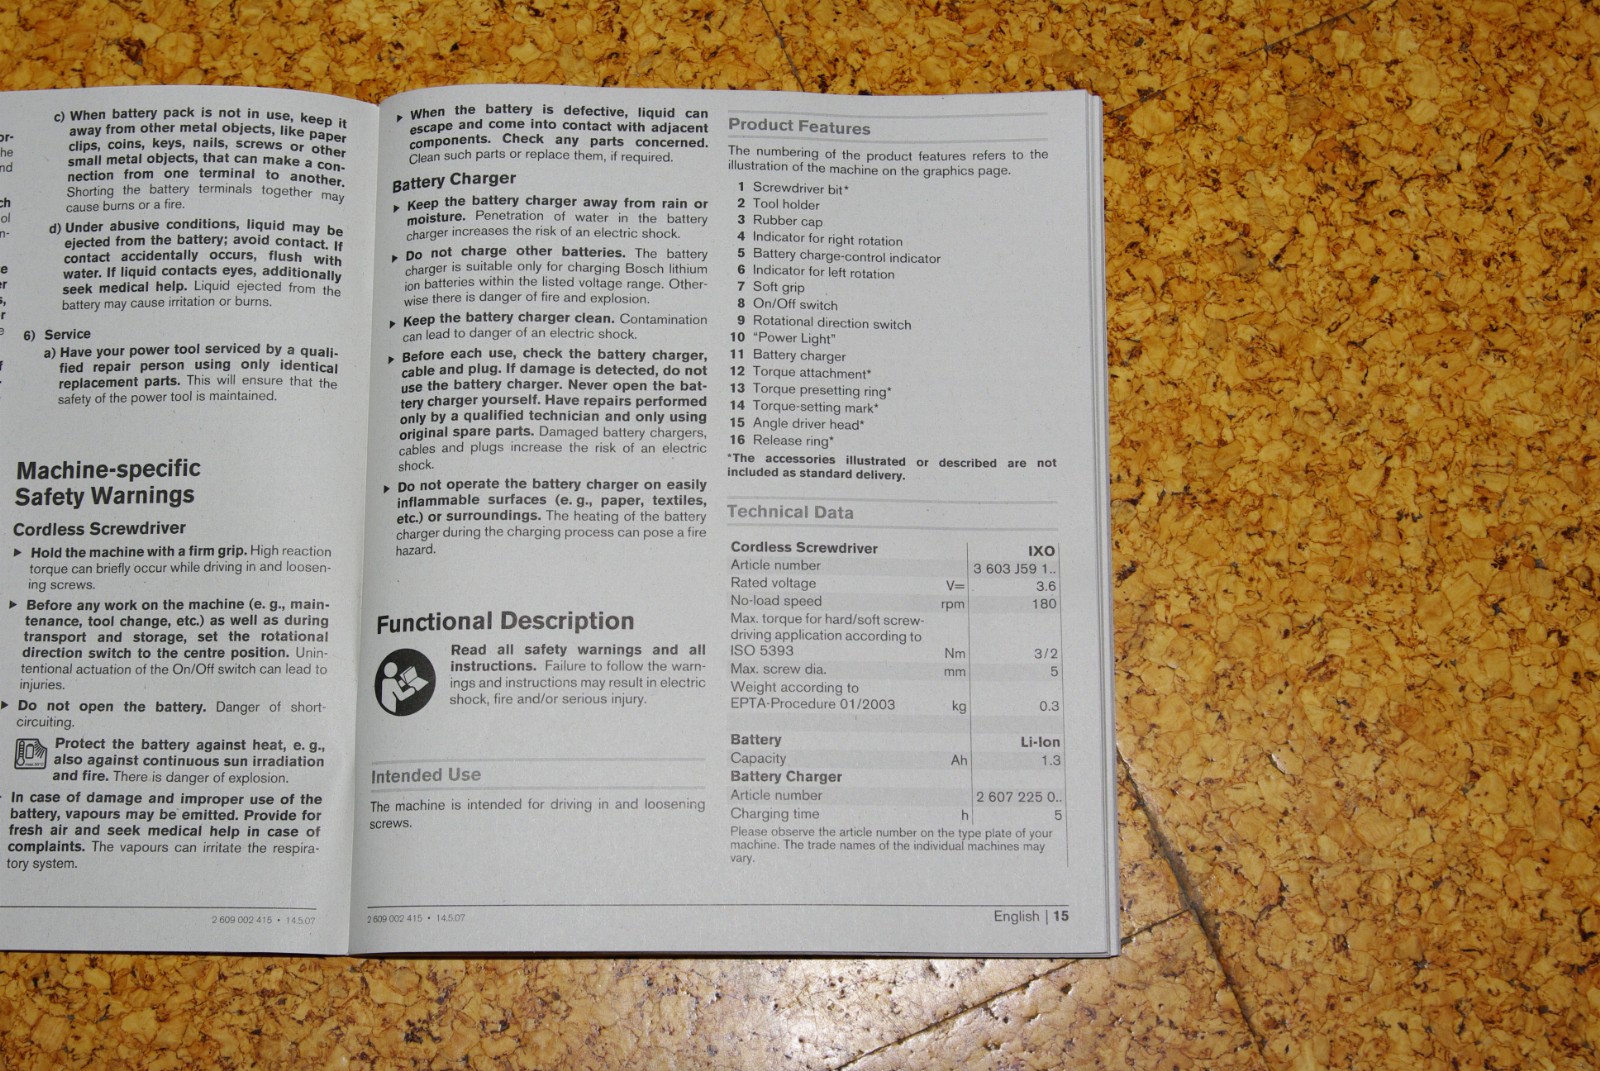 or-
he
nd
ch
ol
n-
e
er
s,
r
e
f
c) When battery pack is not in use, keep it
away from other metal objects, like paper
clips, coins, keys, nails, screws or other
small metal objects, that can make a con-
nection from one terminal to another.
Shorting the battery terminals together may
cause burns or a fire.
d) Under abusive conditions, liquid may be
ejected from the battery; avoid contact. If
contact accidentally occurs, flush with
water. If liquid contacts eyes, additionally
seek medical help. Liquid ejected from the
battery may cause irritation or burns.
6) Service
a) Have your power tool serviced by a quali-
fied repair person using only identical
replacement parts. This will ensure that the
safety of the power tool is maintained.
Machine-specific
Safety Warnings
Cordless Screwdriver
► Hold the machine with a firm grip. High reaction
torque can briefly occur while driving in and loosen-
ing screws.
► Before any work on the machine (e. g., main-
tenance, tool change, etc.) as well as during
transport and storage, set the rotational
direction switch to the centre position. Unin-
tentional actuation of the On/Off switch can lead to
injuries.
► Do not open the battery. Danger of short-
circuiting.
Protect the battery against heat, e. g.,
also against continuous sun irradiation
and fire. There is danger of explosion.
In case of damage and improper use of the
battery, vapours may be emitted. Provide for
fresh air and seek medical help in case of
complaints. The vapours can irritate the respira-
tory system.
2 609 002 415 • 14.5.07
► When the battery is defective, liquid can
escape and come into contact with adjacent
components. Check any parts concerned.
Clean such parts or replace them, if required.
Battery Charger
► Keep the battery charger away from rain or
moisture. Penetration of water in the battery
charger increases the risk of an electric shock.
► Do not charge other batteries. The battery
charger is suitable only for charging Bosch lithium
ion batteries within the listed voltage range. Other-
wise there is danger of fire and explosion.
► Keep the battery charger clean. Contamination
can lead to danger of an electric shock.
► Before each use, check the battery charger,
cable and plug. If damage is detected, do not
use the battery charger. Never open the bat-
tery charger yourself. Have repairs performed
only by a qualified technician and only using
original spare parts. Damaged battery chargers,
cables and plugs increase the risk of an electric
shock.
► Do not operate the battery charger on easily
inflammable surfaces (e. g., paper, textiles,
etc.) or surroundings. The heating of the battery
charger during the charging process can pose a fire
hazard.
Functional Description
Read all safety warnings and all
instructions. Failure to follow the warn-
ings and instructions may result in electric
shock, fire and/or serious injury.
Intended Use
The machine is intended for driving in and loosening
screws.
2 609 002 415 • 14.5.07
Product Features
The numbering of the product features refers to the
illustration of the machine on the graphics page.
1 Screwdriver bit*
2 Tool holder
3 Rubber cap
4 Indicator for right rotation
5 Battery charge-control indicator
6 Indicator for left rotation
7 Soft grip
8 On/Off switch
9 Rotational direction switch
10 “Power Light”
11 Battery charger
12 Torque attachment*
13 Torque presetting ring*
14 Torque-setting mark*
15 Angle driver head*
16 Release ring*
*The accessories illustrated or described are not
included as standard delivery.
Technical Data
Cordless Screwdriver IXO
Article number 3 603 J59 1..
Rated voltage V= 3.6
No-load speed rpm 180
Max. torque for hard/soft screw-
driving application according to
ISO 5393 Nm 3/2
Max. screw dia. mm 5
Weight according to
EPTA-Procedure 01/2003 kg 0.3
Battery Li-Ion
Capacity Ah 1.3
Battery Charger
Article number 2 607 225 0..
Charging time h 5
Please observe the article number on the type plate of your
machine. The trade names of the individual machines may
vary.
English | 15